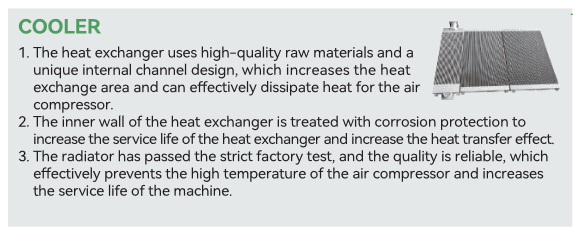 COOLER
1. The heat exchanger uses high-quality raw materials and a
unique internal channel design, which increases the heat
exchange area and can effectively dissipate heat for the air
compressor.
2. The inner wall of the heat exchanger is treated with corrosion protection to
increase the service life of the heat exchanger and increase the heat transfer effect.
3. The radiator has passed the strict factory test, and the quality is reliable, which
effectively prevents the high temperature of the air compressor and increases
the service life of the machine.